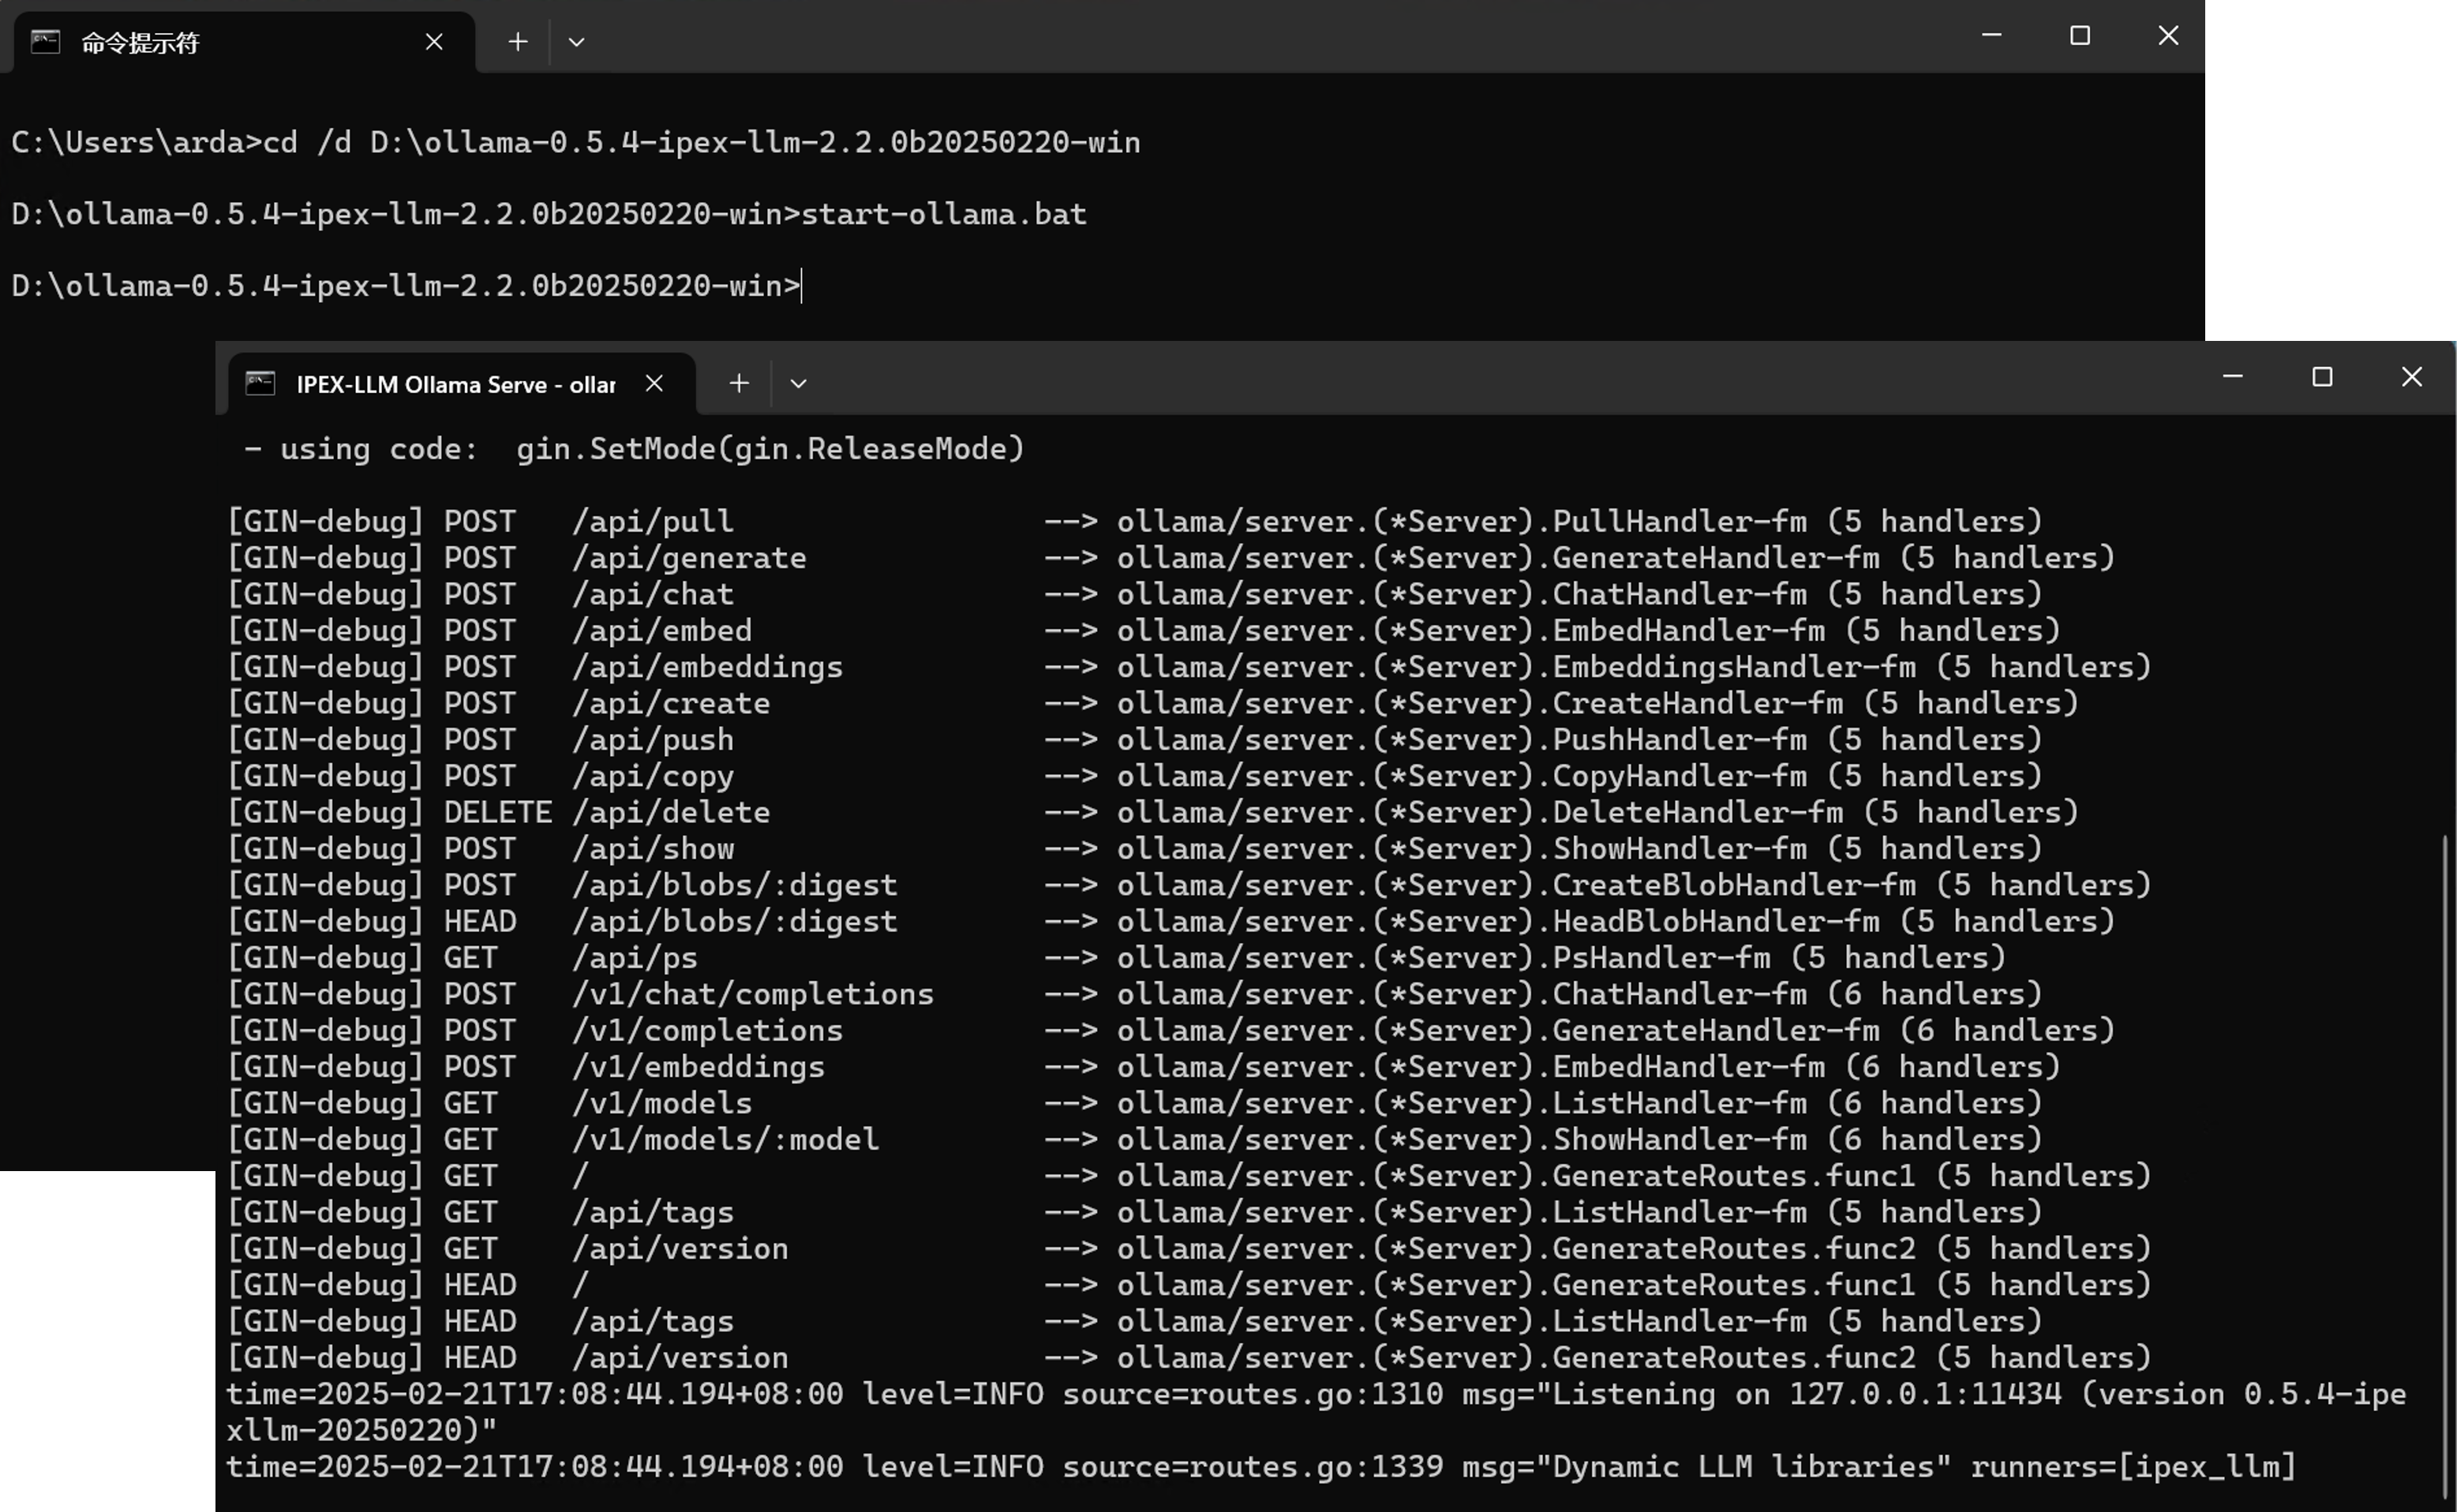 命令提示符
C:\Users\arda>cd /d D:\ollama-0.5.4-ipex-llm-2.2.0b20250220-win
D:\ollama-0.5.4-ipex-llm-2.2.0b20250220-win>start-ollama.bat
D:\ollama-0.5.4-ipex-llm-2.2.0b20250220-win>
IPEX-LLM Ollama Serve - ollar
- using code:  gin.SetMode(gin.ReleaseMode)
[GIN-debug] POST   /api/pull                 --> ollama/server.(*Server).PullHandler-fm (5 handlers)
[GIN-debug] POST   /api/generate             --> ollama/server.(*Server).GenerateHandler-fm (5 handlers)
[GIN-debug] POST   /api/chat                 --> ollama/server.(*Server).ChatHandler-fm (5 handlers)
[GIN-debug] POST   /api/embed                --> ollama/server.(*Server).EmbedHandler-fm (5 handlers)
[GIN-debug] POST   /api/embeddings           --> ollama/server.(*Server).EmbeddingsHandler-fm (5 handlers)
[GIN-debug] POST   /api/create               --> ollama/server.(*Server).CreateHandler-fm (5 handlers)
[GIN-debug] POST   /api/push                 --> ollama/server.(*Server).PushHandler-fm (5 handlers)
[GIN-debug] POST   /api/copy                 --> ollama/server.(*Server).CopyHandler-fm (5 handlers)
[GIN-debug] DELETE /api/delete               --> ollama/server.(*Server).DeleteHandler-fm (5 handlers)
[GIN-debug] POST   /api/show                 --> ollama/server.(*Server).ShowHandler-fm (5 handlers)
[GIN-debug] POST   /api/blobs/:digest        --> ollama/server.(*Server).CreateBlobHandler-fm (5 handlers)
[GIN-debug] HEAD   /api/blobs/:digest        --> ollama/server.(*Server).HeadBlobHandler-fm (5 handlers)
[GIN-debug] GET    /api/ps                   --> ollama/server.(*Server).PsHandler-fm (5 handlers)
[GIN-debug] POST   /v1/chat/completions      --> ollama/server.(*Server).ChatHandler-fm (6 handlers)
[GIN-debug] POST   /v1/completions           --> ollama/server.(*Server).GenerateHandler-fm (6 handlers)
[GIN-debug] POST   /v1/embeddings            --> ollama/server.(*Server).EmbedHandler-fm (6 handlers)
[GIN-debug] GET    /v1/models                --> ollama/server.(*Server).ListHandler-fm (6 handlers)
[GIN-debug] GET    /v1/models/:model         --> ollama/server.(*Server).ShowHandler-fm (6 handlers)
[GIN-debug] GET    /                         --> ollama/server.(*Server).GenerateRoutes.func1 (5 handlers)
[GIN-debug] GET    /api/tags                 --> ollama/server.(*Server).ListHandler-fm (5 handlers)
[GIN-debug] GET    /api/version              --> ollama/server.(*Server).GenerateRoutes.func2 (5 handlers)
[GIN-debug] HEAD   /                         --> ollama/server.(*Server).GenerateRoutes.func1 (5 handlers)
[GIN-debug] HEAD   /api/tags                 --> ollama/server.(*Server).ListHandler-fm (5 handlers)
[GIN-debug] HEAD   /api/version              --> ollama/server.(*Server).GenerateRoutes.func2 (5 handlers)
time=2025-02-21T17:08:44.194+08:00 level=INFO source=routes.go:1310 msg="Listening on 127.0.0.1:11434 (version 0.5.4-ipe
xllm-20250220)"
time=2025-02-21T17:08:44.194+08:00 level=INFO source=routes.go:1339 msg="Dynamic LLM libraries" runners=[ipex_llm]